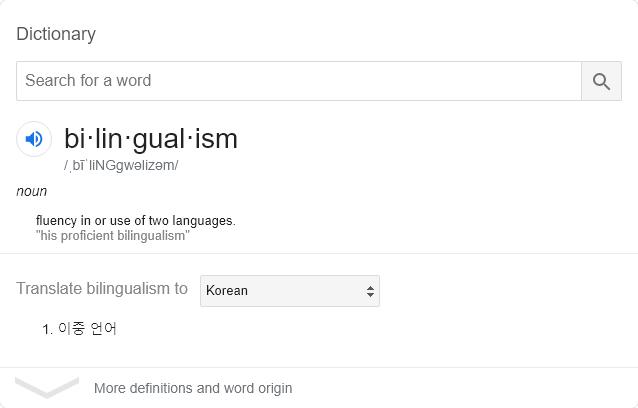 Dictionary
Search for a word
bi·lin·gual·ism
/ˌbīˈliNGgwəlizəm/
noun
fluency in or use of two languages.
"his proficient bilingualism"
Translate bilingualism to Korean
1. 이중 언어
More definitions and word origin